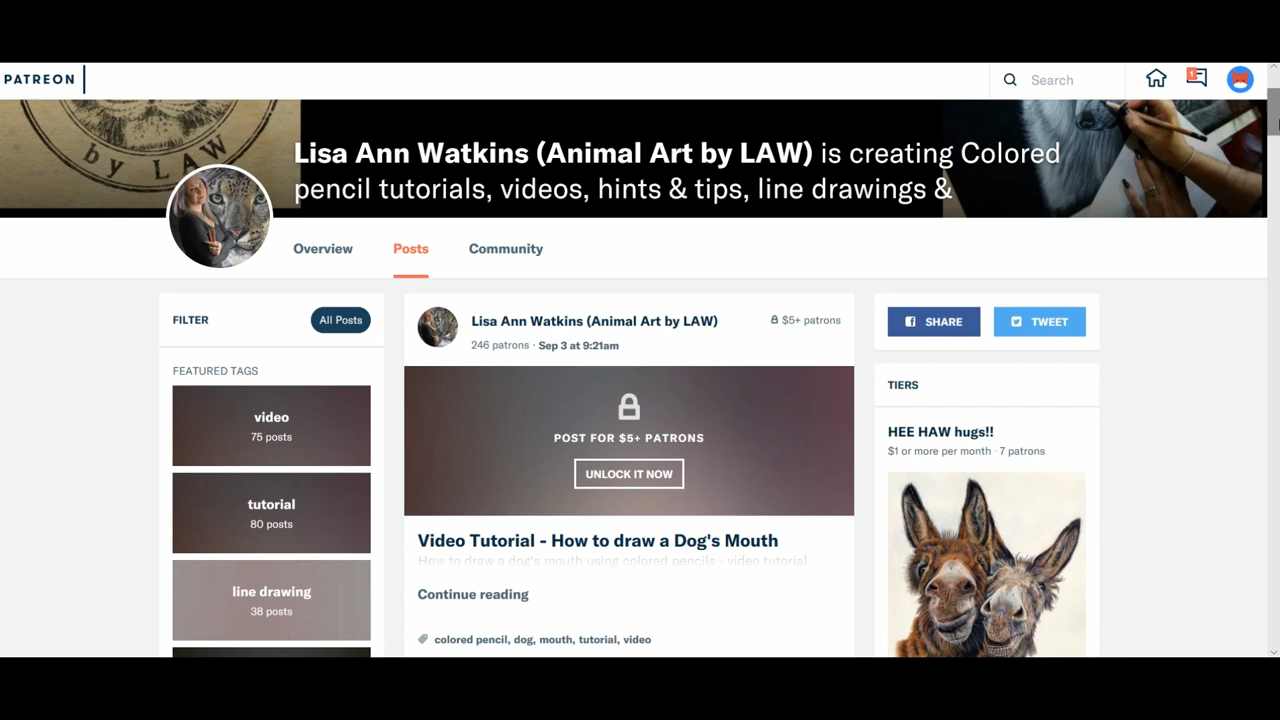 PATREON
Search
1
by LAW
Lisa Ann Watkins (Animal Art by LAW) is creating Colored
pencil tutorials, videos, hints & tips, line drawings &
Overview
Posts
Community
FILTER
All Posts
FEATURED TAGS
video
75 posts
tutorial
80 posts
line drawing
38 posts
Lisa Ann Watkins (Animal Art by LAW)
$5+ patrons
246 patrons · Sep 3 at 9:21am
POST FOR $5+ PATRONS
UNLOCK IT NOW
Video Tutorial - How to draw a Dog's Mouth
How to draw a dog's mouth using colored pencils - video tutorial
Continue reading
colored pencil, dog, mouth, tutorial, video
SHARE
TWEET
TIERS
HEE HAW hugs!!
$1 or more per month · 7 patrons